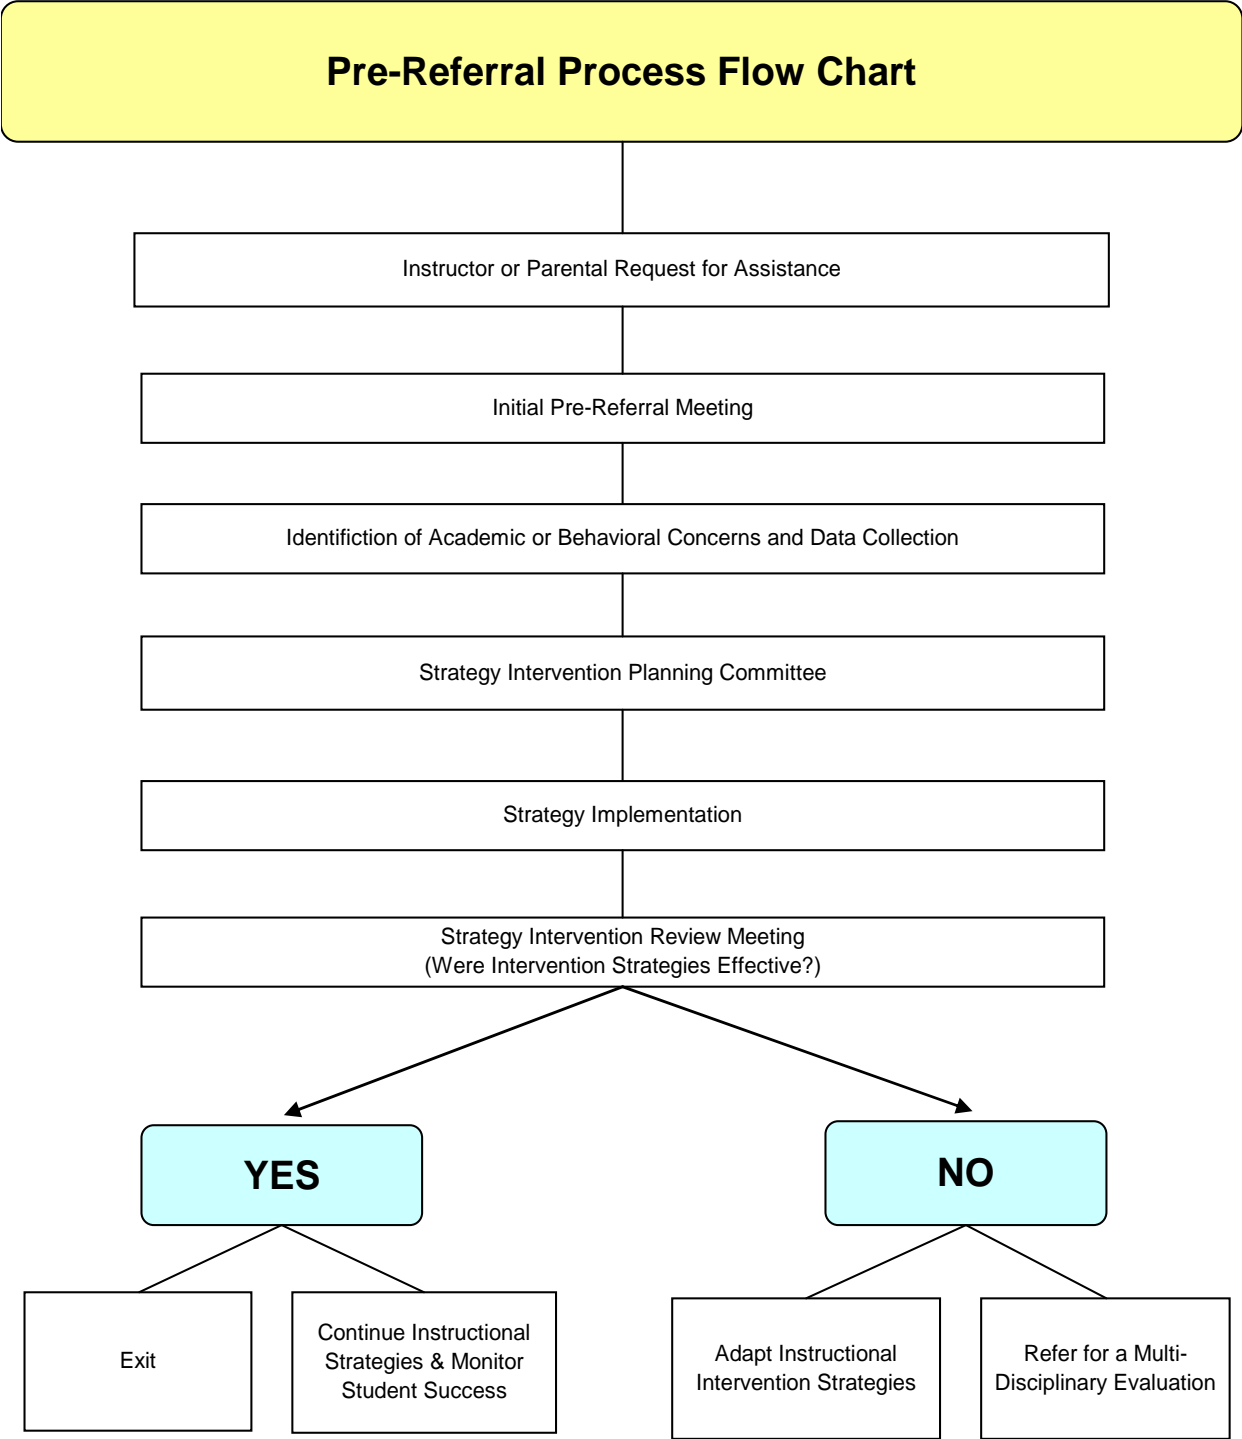 Pre-Referral Process Flow Chart
Instructor or Parental Request for Assistance
Initial Pre-Referral Meeting
Identifiction of Academic or Behavioral Concerns and Data Collection
Strategy Intervention Planning Committee
Strategy Implementation
Strategy Intervention Review Meeting
(Were Intervention Strategies Effective?)
YES
NO
Exit
Continue Instructional
Strategies & Monitor
Student Success
Adapt Instructional
Intervention Strategies
Refer for a Multi-
Disciplinary Evaluation